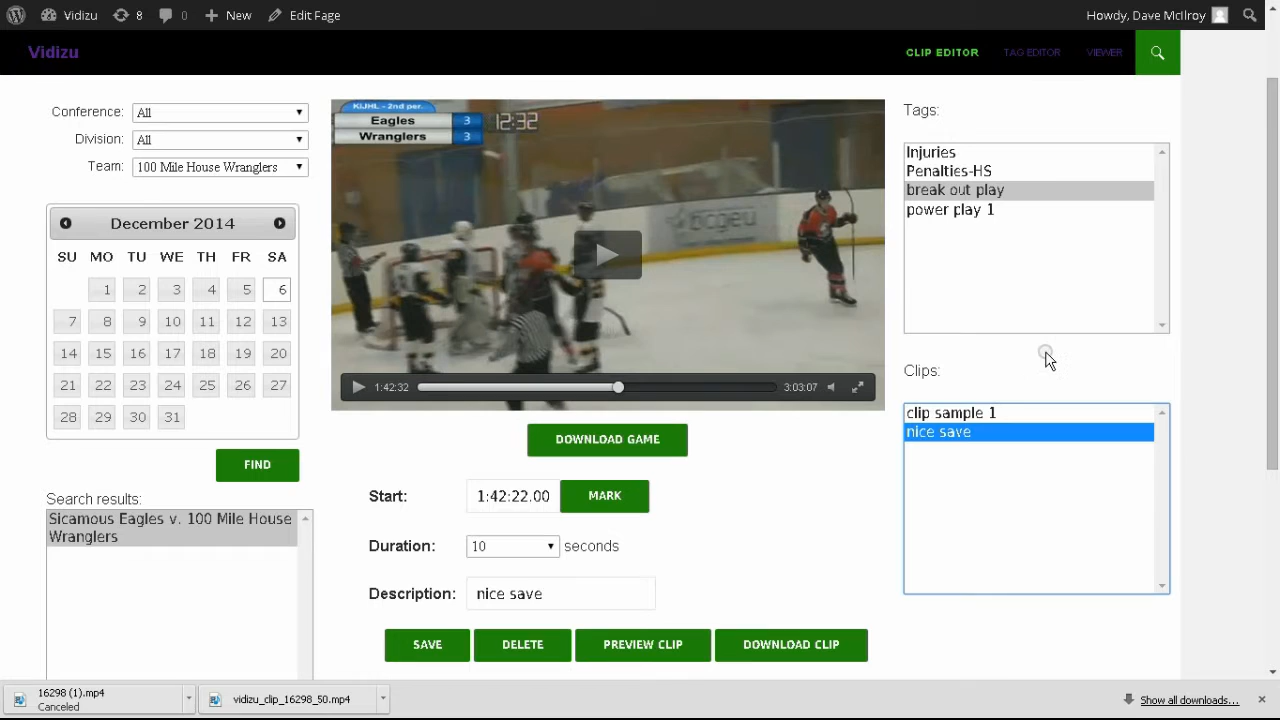 Vidizu 8 0 New Edit Page Howdy, Dave McIlroy
Vidizu CLIP EDITOR TAG EDITOR VIEWER
Conference: All
Division: All
Team: 100 Mile House Wranglers
December 2014
SU MO TU WE TH FR SA
1 2 3 4 5 6
7 8 9 10 11 12 13
14 15 16 17 18 19 20
21 22 23 24 25 26 27
28 29 30 31
FIND
Search results:
Sicamous Eagles v. 100 Mile House
Wranglers
KIJHL - 2nd per.
Eagles 3 12:32
Wranglers 3
bcgeu
1:42:32 3:03:07
DOWNLOAD GAME
Start: 1:42:22.00 MARK
Duration: 10 seconds
Description: nice save
SAVE DELETE PREVIEW CLIP DOWNLOAD CLIP
Tags:
Injuries
Penalties-HS
break out play
power play 1
Clips:
clip sample 1
nice save
16298 (1).mp4
Canceled
vidizu_clip_16298_50.mp4
Show all downloads...